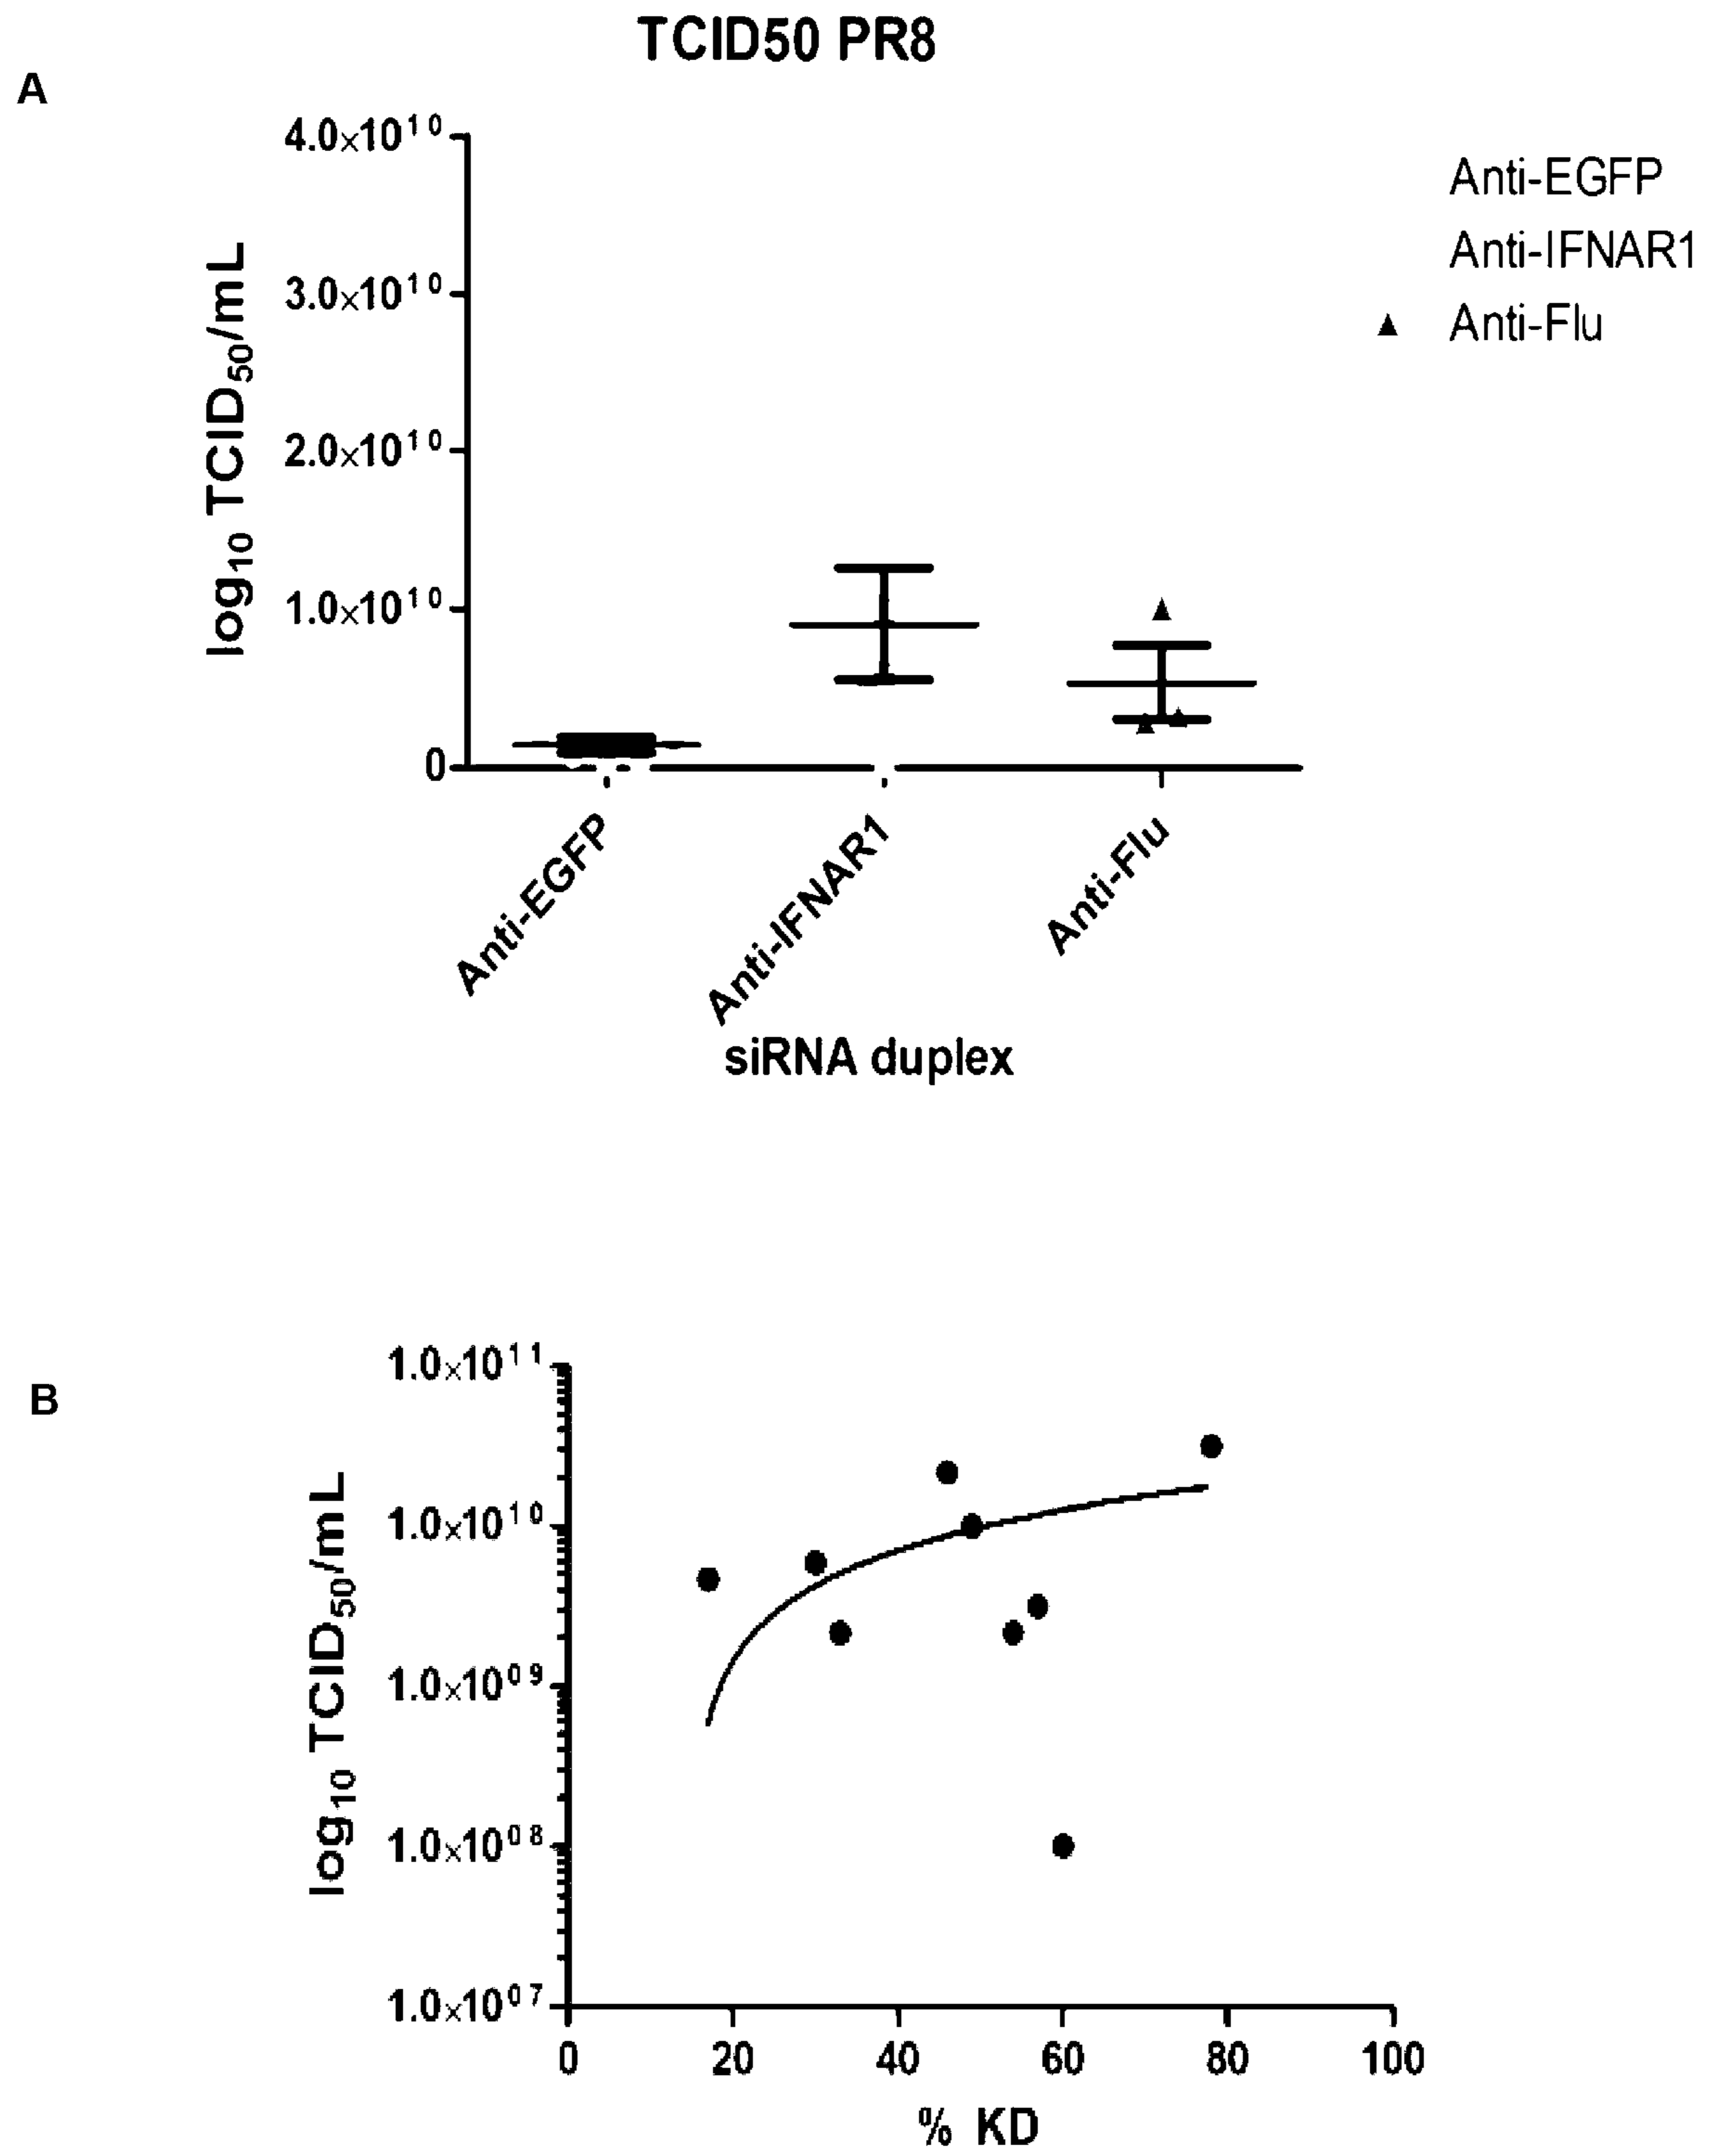 TCID50 PR8
A
4.0×10¹⁰
3.0×10¹⁰
2.0×10¹⁰
1.0×10¹⁰
0
log₁₀ TCID₅₀/mL
Anti-EGFP
Anti-IFNAR1
Anti-Flu
Anti-EGFP
Anti-IFNAR1
Anti-Flu
siRNA duplex
B
1.0×10¹¹
1.0×10¹⁰
1.0×10⁰⁹
1.0×10⁰⁸
1.0×10⁰⁷
log₁₀ TCID₅₀/mL
0 20 40 60 80 100
% KD